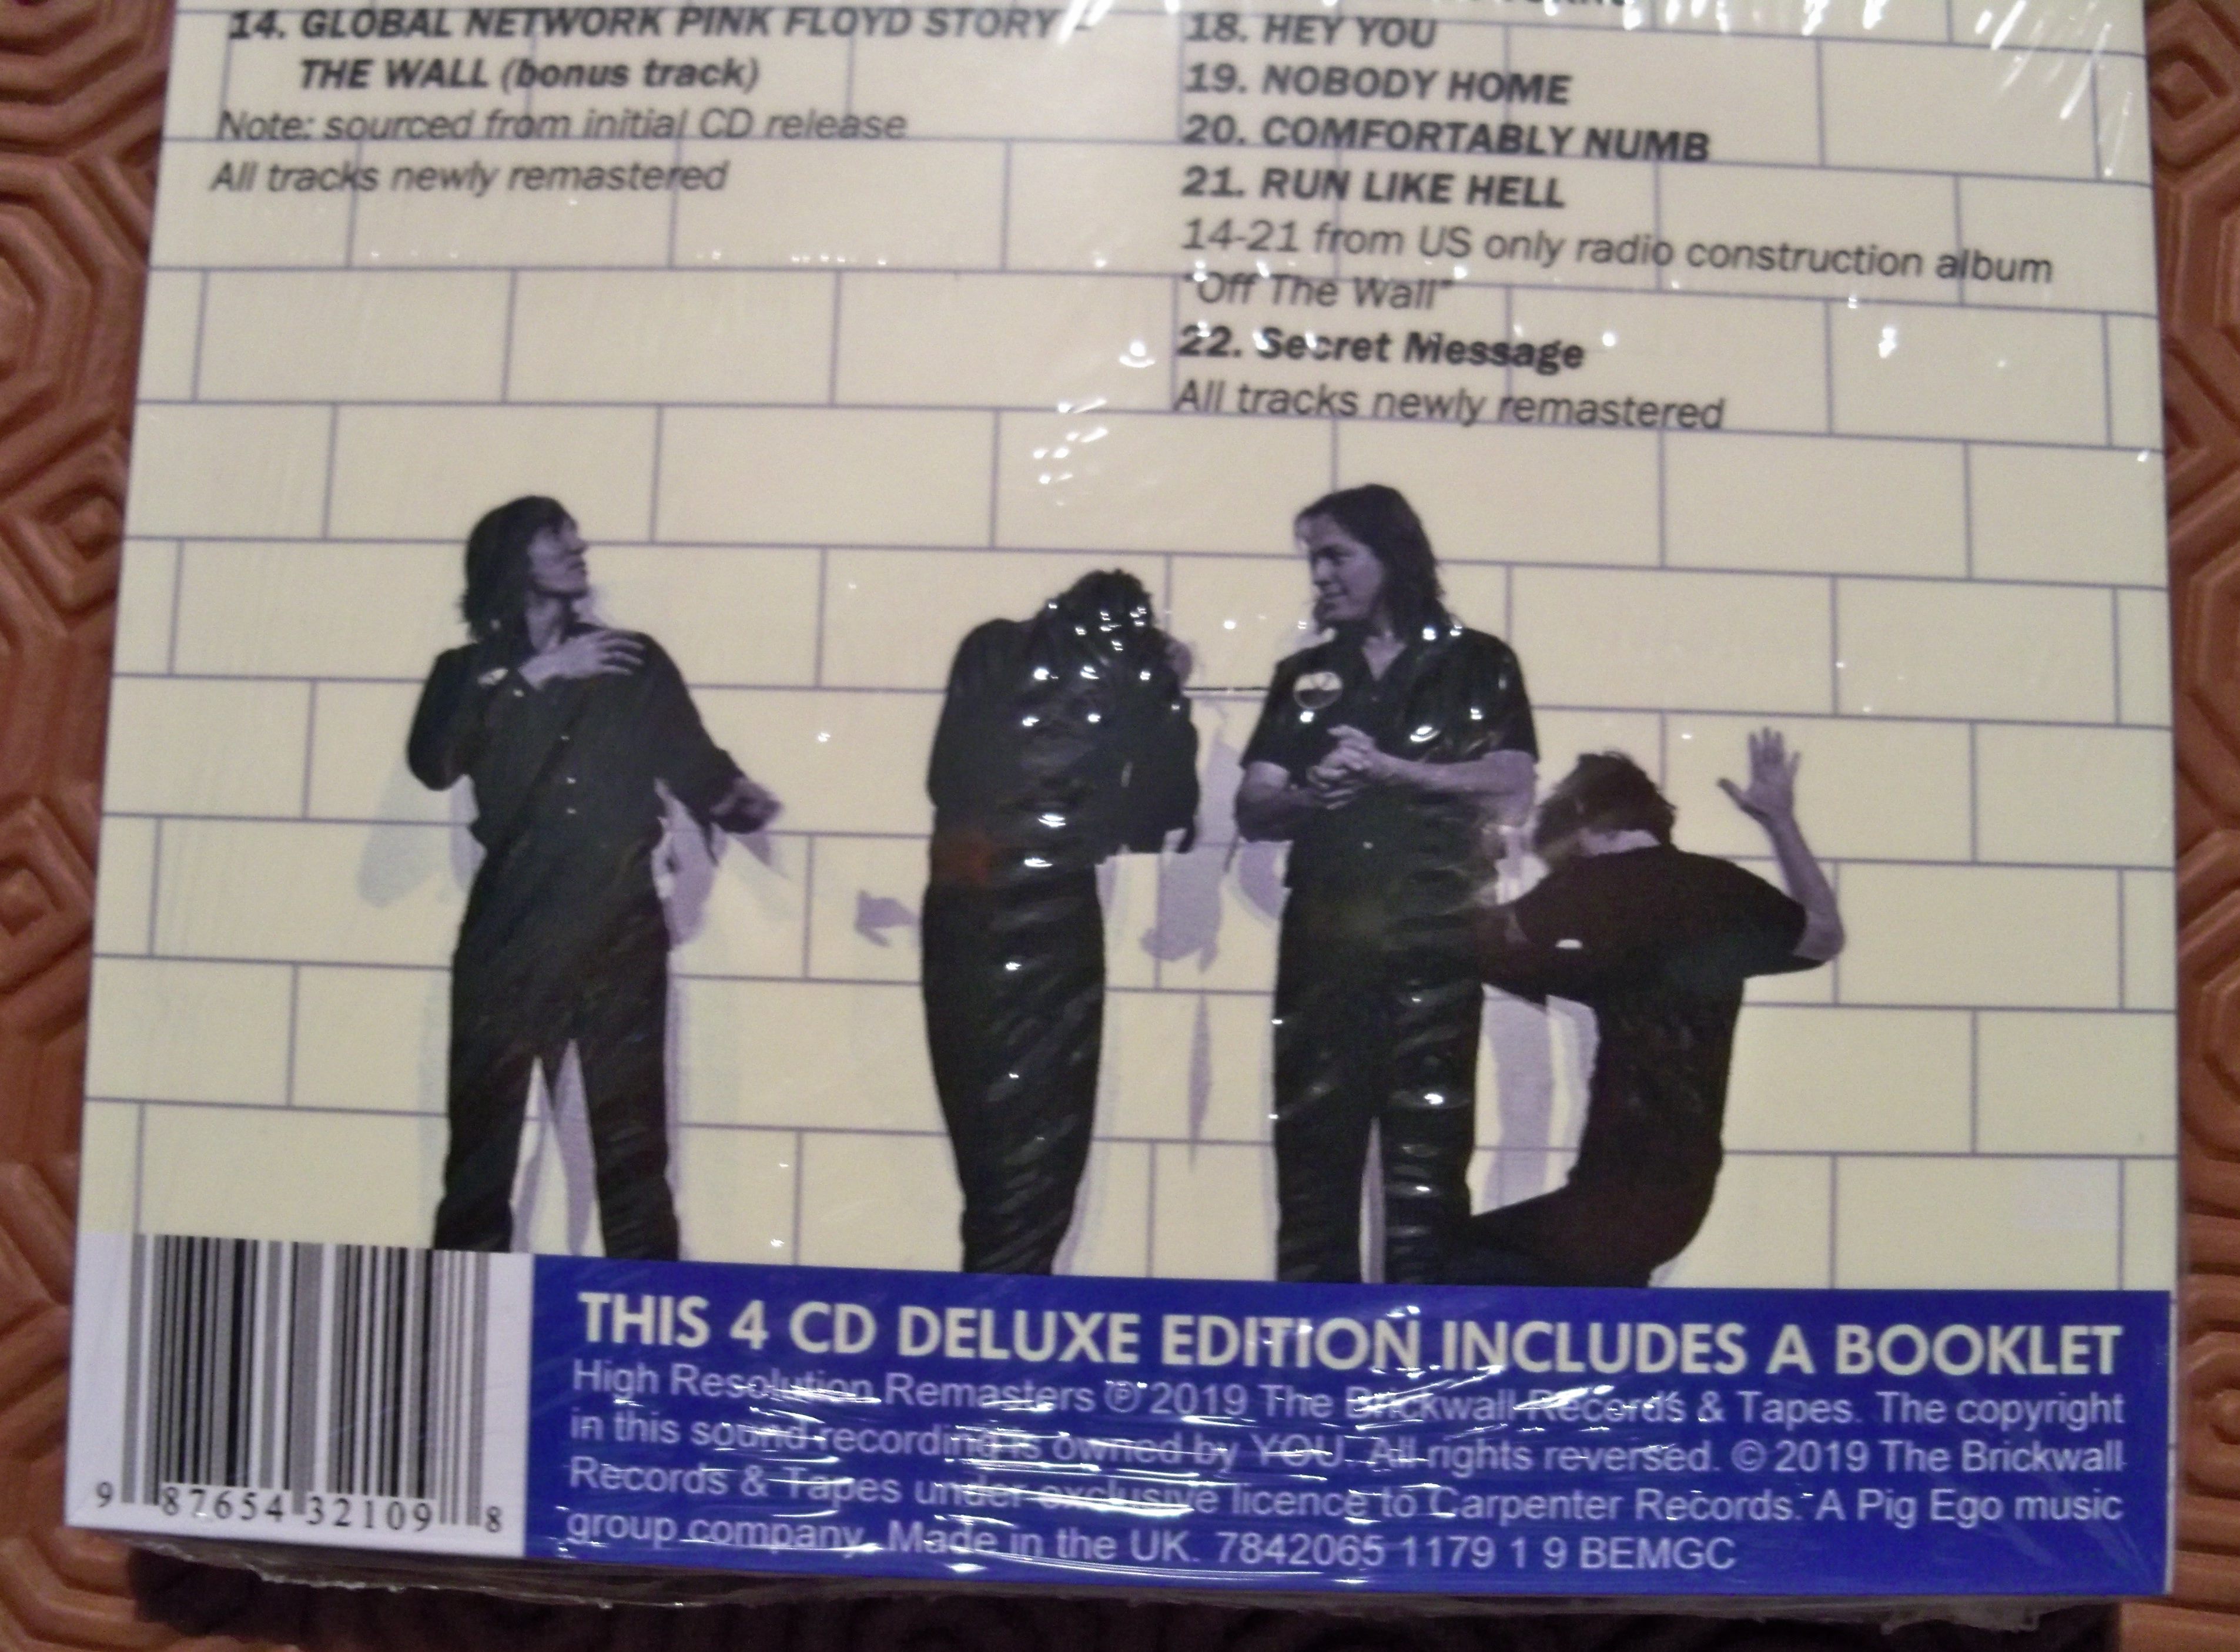 14. GLOBAL NETWORK PINK FLOYD STORY -
THE WALL (bonus track)
Note: sourced from initial CD release
All tracks newly remastered
18. HEY YOU
19. NOBODY HOME
20. COMFORTABLY NUMB
21. RUN LIKE HELL
14-21 from US only radio construction album
"Off The Wall"
22. Secret Message
All tracks newly remastered
THIS 4 CD DELUXE EDITION INCLUDES A BOOKLET
High Resolution Remasters ℗ 2019 The Brickwall Records & Tapes. The copyright
in this sound recording is owned by YOU. All rights reversed. © 2019 The Brickwall
Records & Tapes under exclusive licence to Carpenter Records. A Pig Ego music
group company. Made in the UK. 7842065 1179 1 9 BEMGC
9 87654 32109 8